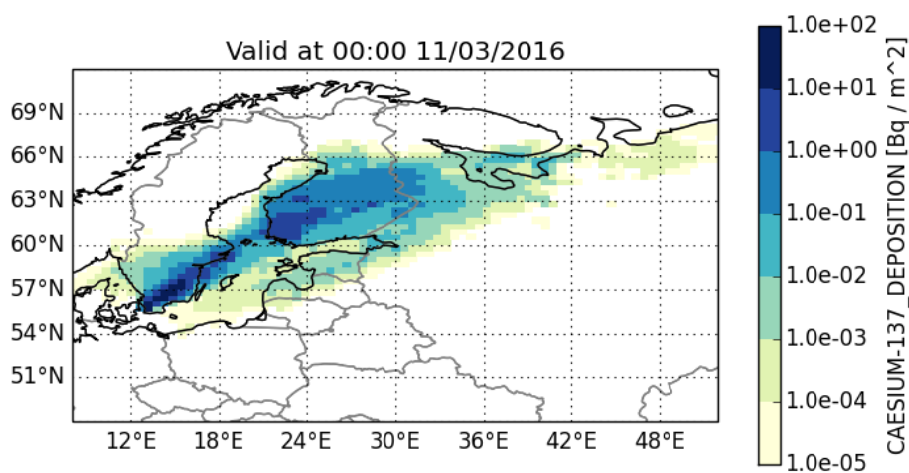 Valid at 00:00 11/03/2016
69°N
66°N
63°N
60°N
57°N
54°N
51°N
12°E 18°E 24°E 30°E 36°E 42°E 48°E
1.0e+02
1.0e+01
1.0e+00
1.0e-01
1.0e-02
1.0e-03
1.0e-04
1.0e-05
CAESIUM-137_DEPOSITION [Bq / m^2]